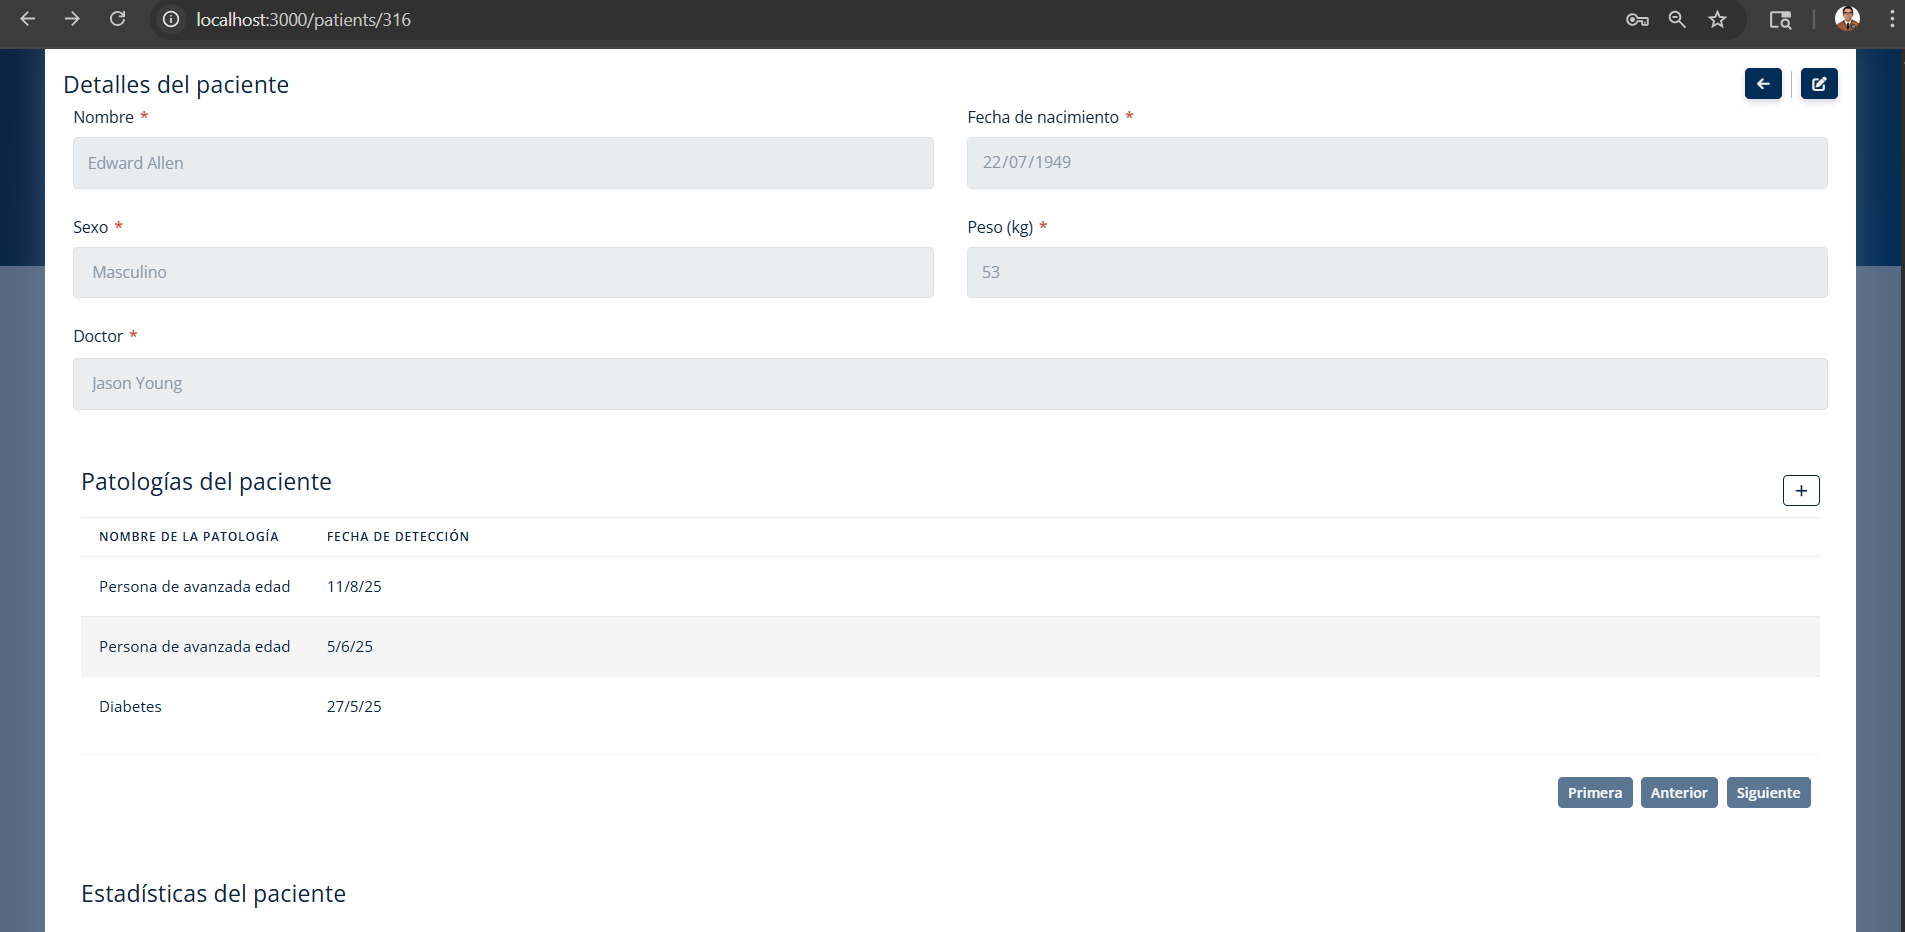 localhost:3000/patients/316
Detalles del paciente
Nombre * Fecha de nacimiento *
Edward Allen 22/07/1949
Sexo * Peso (kg) *
Masculino 53
Doctor *
Jason Young
Patologías del paciente
+
NOMBRE DE LA PATOLOGÍA FECHA DE DETECCIÓN
Persona de avanzada edad 11/8/25
Persona de avanzada edad 5/6/25
Diabetes 27/5/25
Primera Anterior Siguiente
Estadísticas del paciente